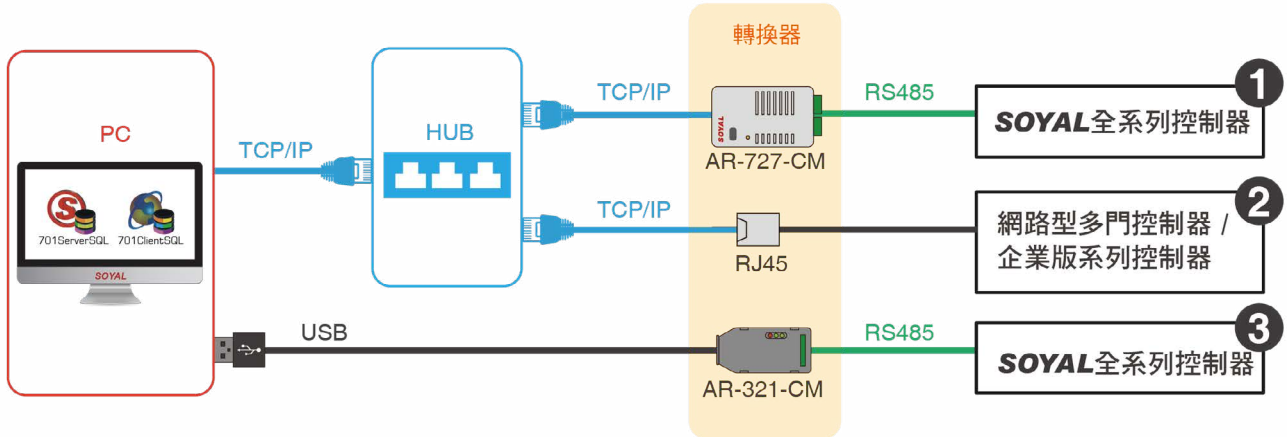 轉換器
PC
701ServerSQL
701ClientSQL
SOYAL
TCP/IP
HUB
TCP/IP
SOYAL
AR-727-CM
RS485
1
SOYAL全系列控制器
TCP/IP
RJ45
2
網路型多門控制器 /
企業版系列控制器
USB
AR-321-CM
RS485
3
SOYAL全系列控制器